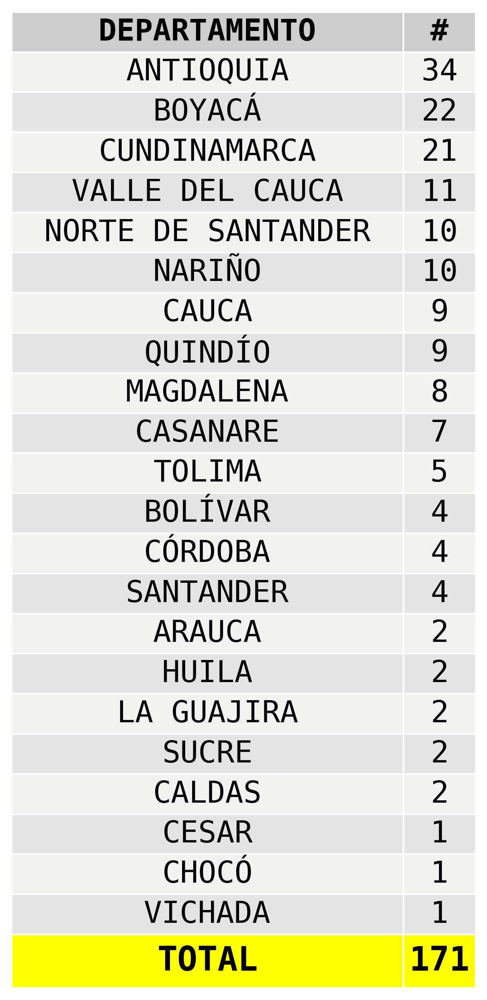 DEPARTAMENTO #
ANTIOQUIA 34
BOYACÁ 22
CUNDINAMARCA 21
VALLE DEL CAUCA 11
NORTE DE SANTANDER 10
NARIÑO 10
CAUCA 9
QUINDÍO 9
MAGDALENA 8
CASANARE 7
TOLIMA 5
BOLÍVAR 4
CÓRDOBA 4
SANTANDER 4
ARAUCA 2
HUILA 2
LA GUAJIRA 2
SUCRE 2
CALDAS 2
CESAR 1
CHOCÓ 1
VICHADA 1
TOTAL 171